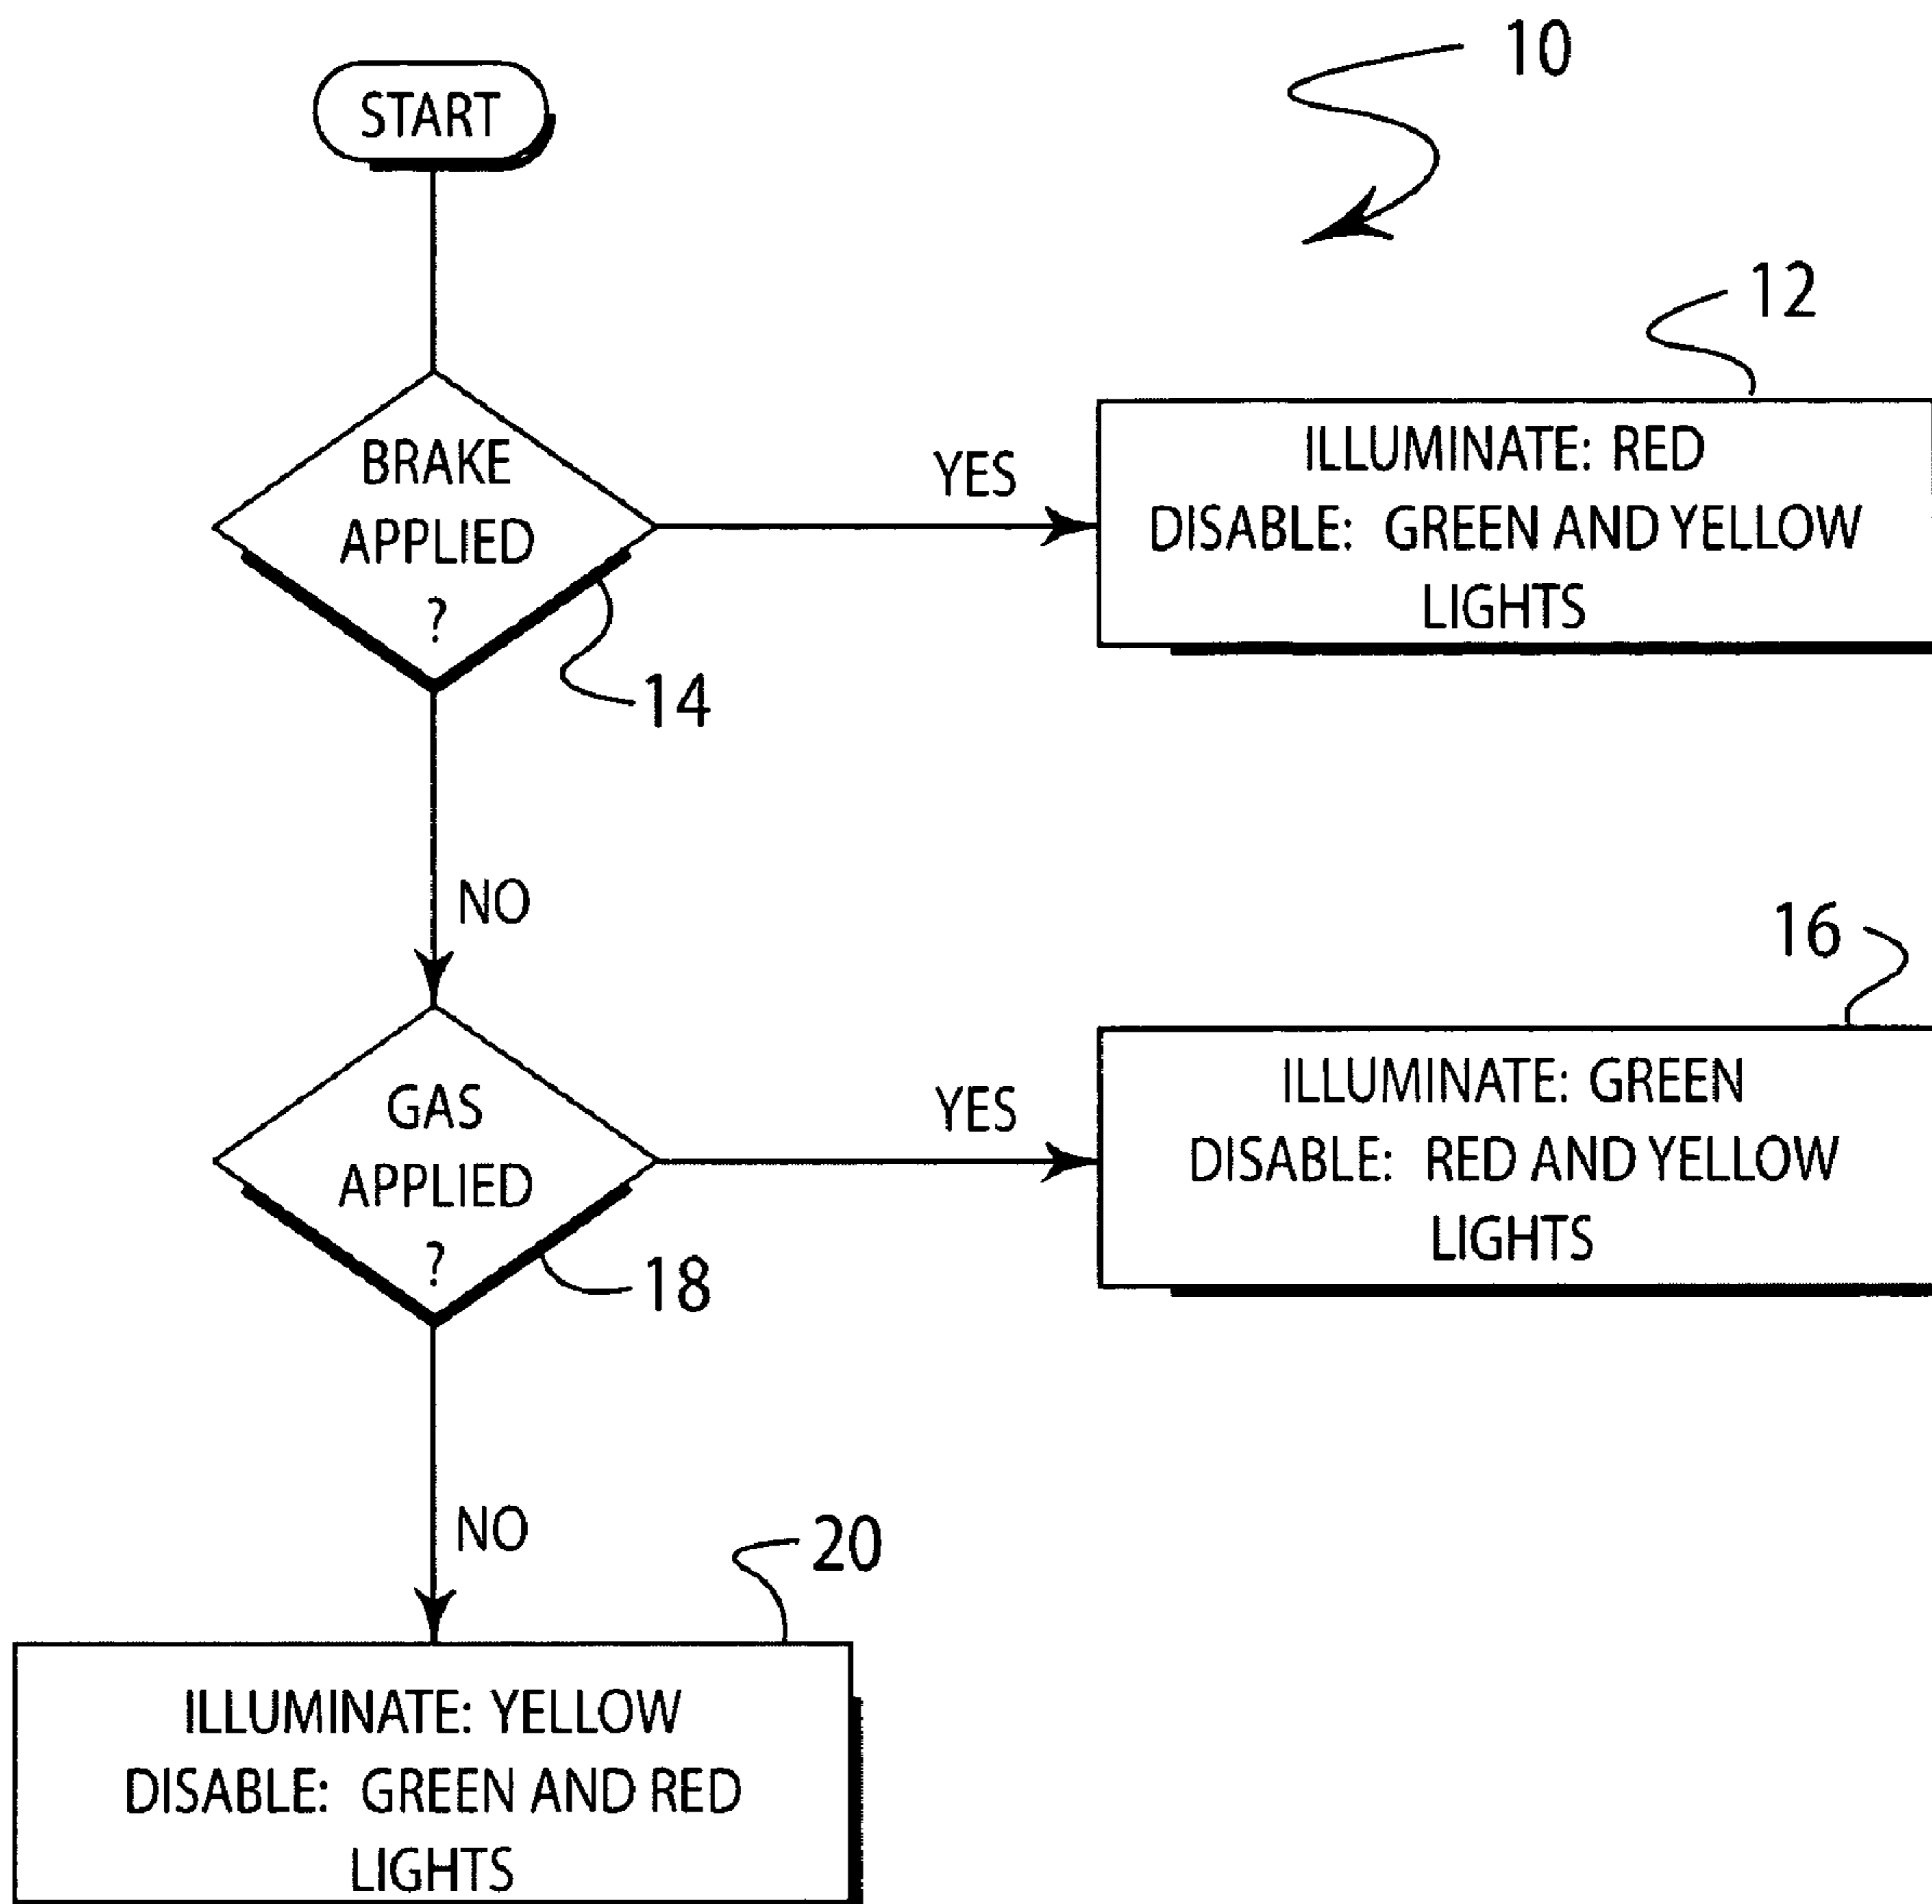 10
START
12
BRAKE
APPLIED
?
14
YES
ILLUMINATE: RED
DISABLE: GREEN AND YELLOW
LIGHTS
NO
16
GAS
APPLIED
?
18
YES
ILLUMINATE: GREEN
DISABLE: RED AND YELLOW
LIGHTS
NO
20
ILLUMINATE: YELLOW
DISABLE: GREEN AND RED
LIGHTS